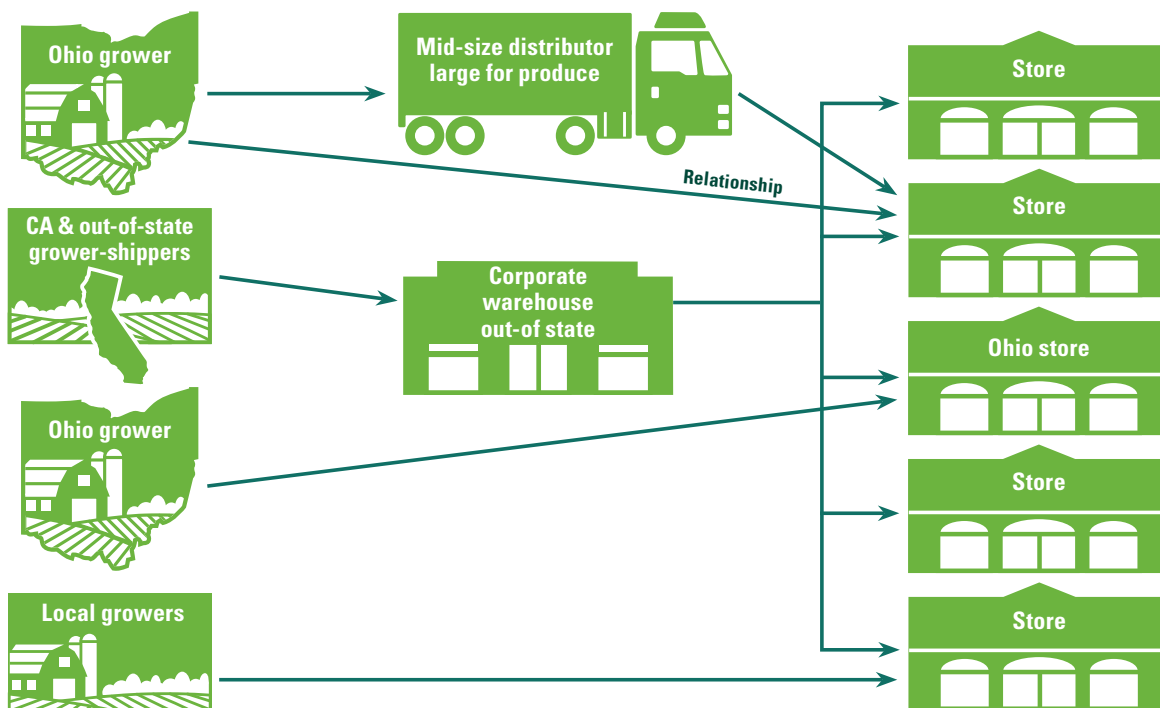 Ohio grower
Mid-size distributor
large for produce
Store
Relationship
Store
CA & out-of-state
grower-shippers
Corporate
warehouse
out-of state
Ohio store
Ohio grower
Store
Local growers
Store